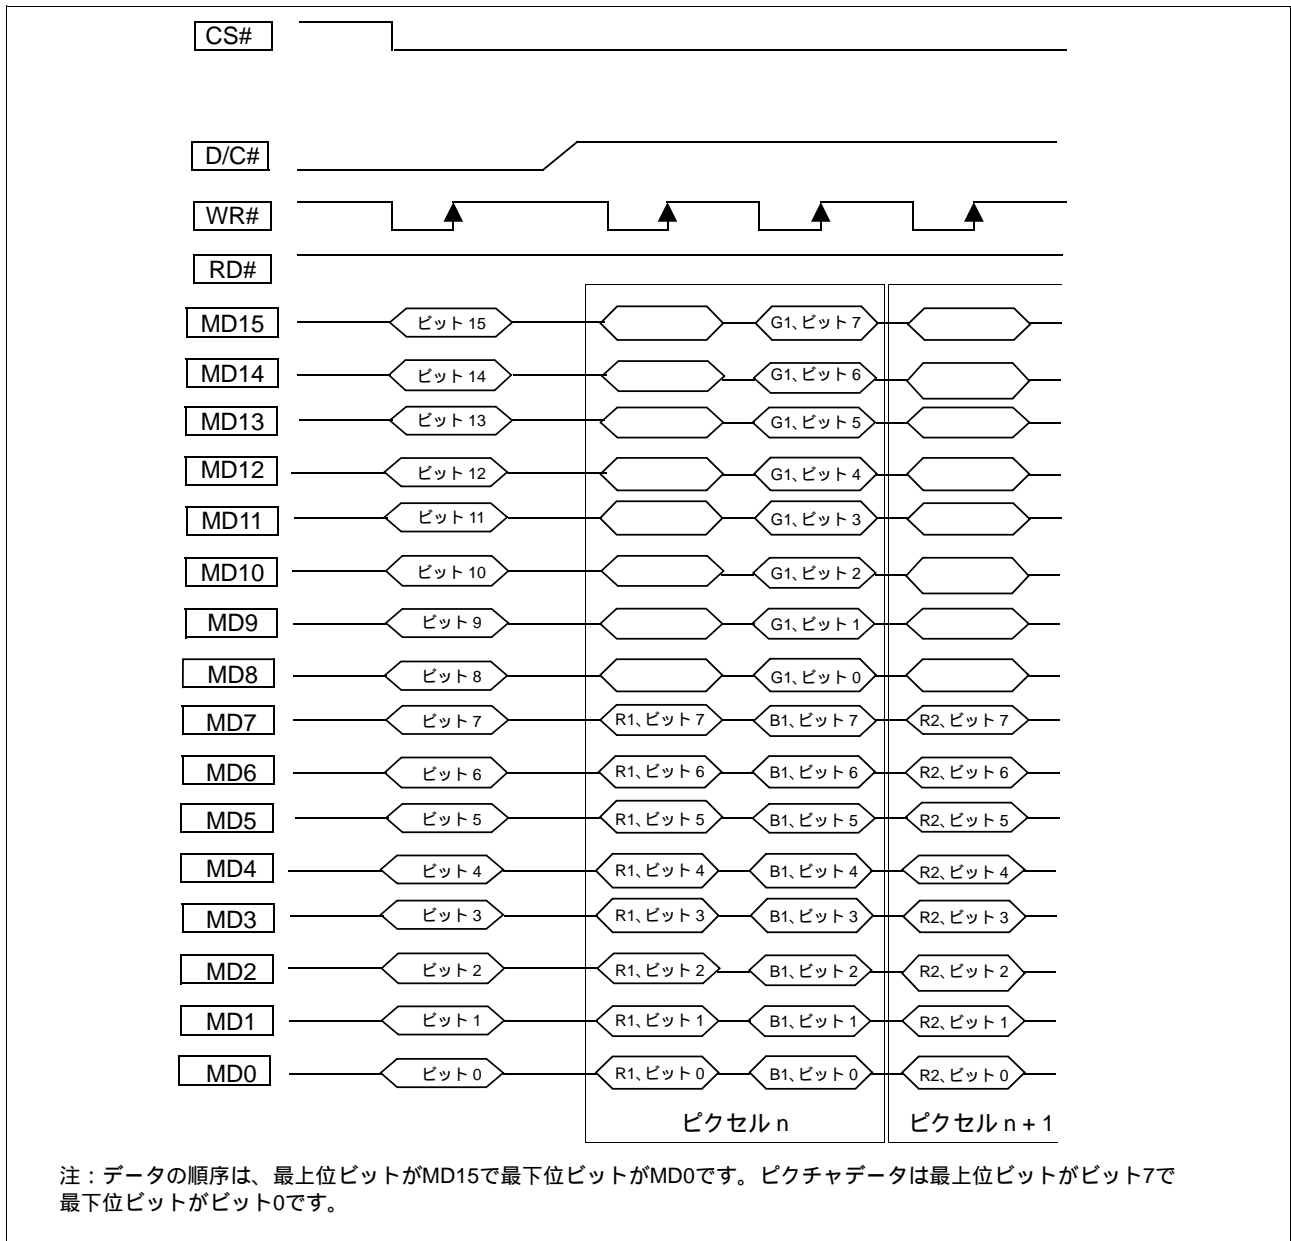 CS#
D/C#
WR#
RD#
MD15 ビット 15 G1、ビット 7
MD14 ビット 14 G1、ビット 6
MD13 ビット 13 G1、ビット 5
MD12 ビット 12 G1、ビット 4
MD11 ビット 11 G1、ビット 3
MD10 ビット 10 G1、ビット 2
MD9 ビット 9 G1、ビット 1
MD8 ビット 8 G1、ビット 0
MD7 ビット 7 R1、ビット 7 B1、ビット 7 R2、ビット 7
MD6 ビット 6 R1、ビット 6 B1、ビット 6 R2、ビット 6
MD5 ビット 5 R1、ビット 5 B1、ビット 5 R2、ビット 5
MD4 ビット 4 R1、ビット 4 B1、ビット 4 R2、ビット 4
MD3 ビット 3 R1、ビット 3 B1、ビット 3 R2、ビット 3
MD2 ビット 2 R1、ビット 2 B1、ビット 2 R2、ビット 2
MD1 ビット 1 R1、ビット 1 B1、ビット 1 R2、ビット 1
MD0 ビット 0 R1、ビット 0 B1、ビット 0 R2、ビット 0
ピクセル n ピクセル n + 1
注：データの順序は、最上位ビットがMD15で最下位ビットがMD0です。ピクチャデータは最上位ビットがビット7で
最下位ビットがビット0です。